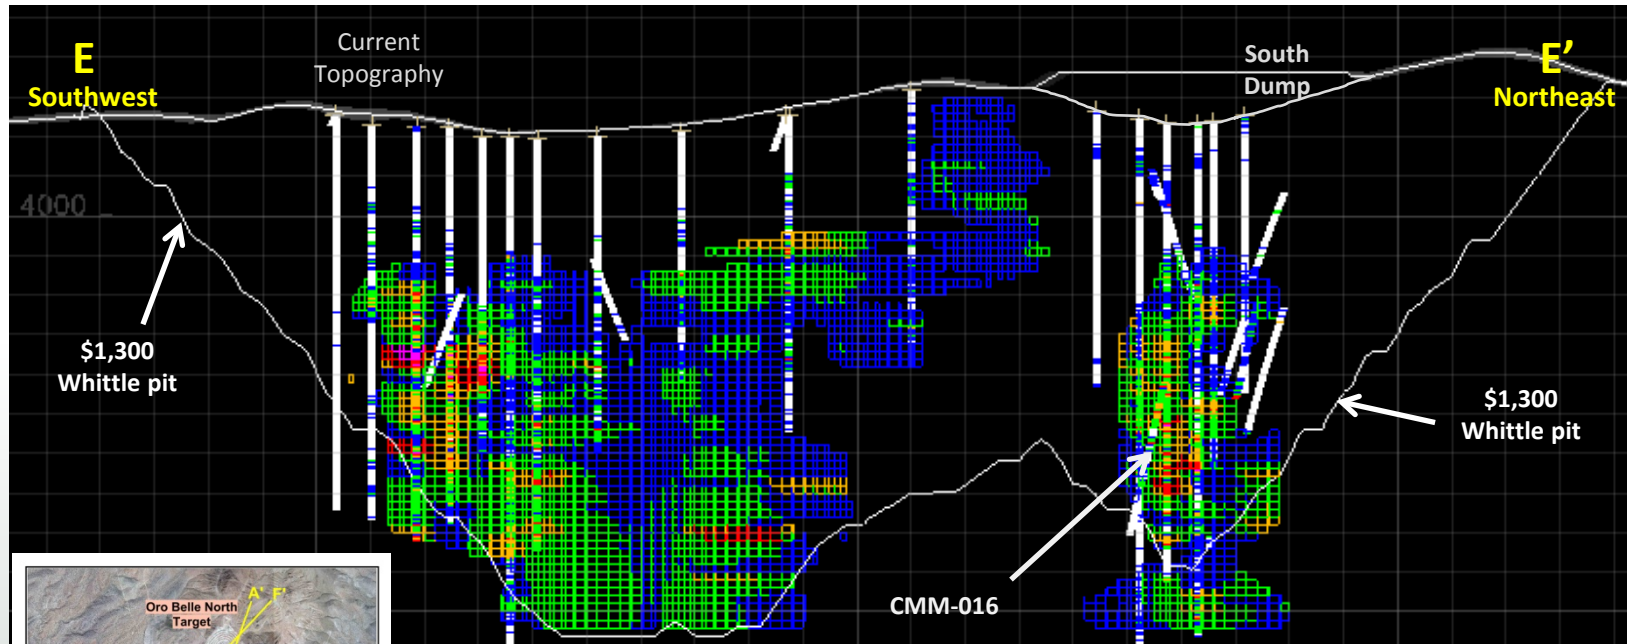 E
Southwest
Current
Topography
South
Dump
E’
Northeast
4000
$1,300
Whittle pit
$1,300
Whittle pit
CMM-016
A'
F'
Oro Belle North
Target